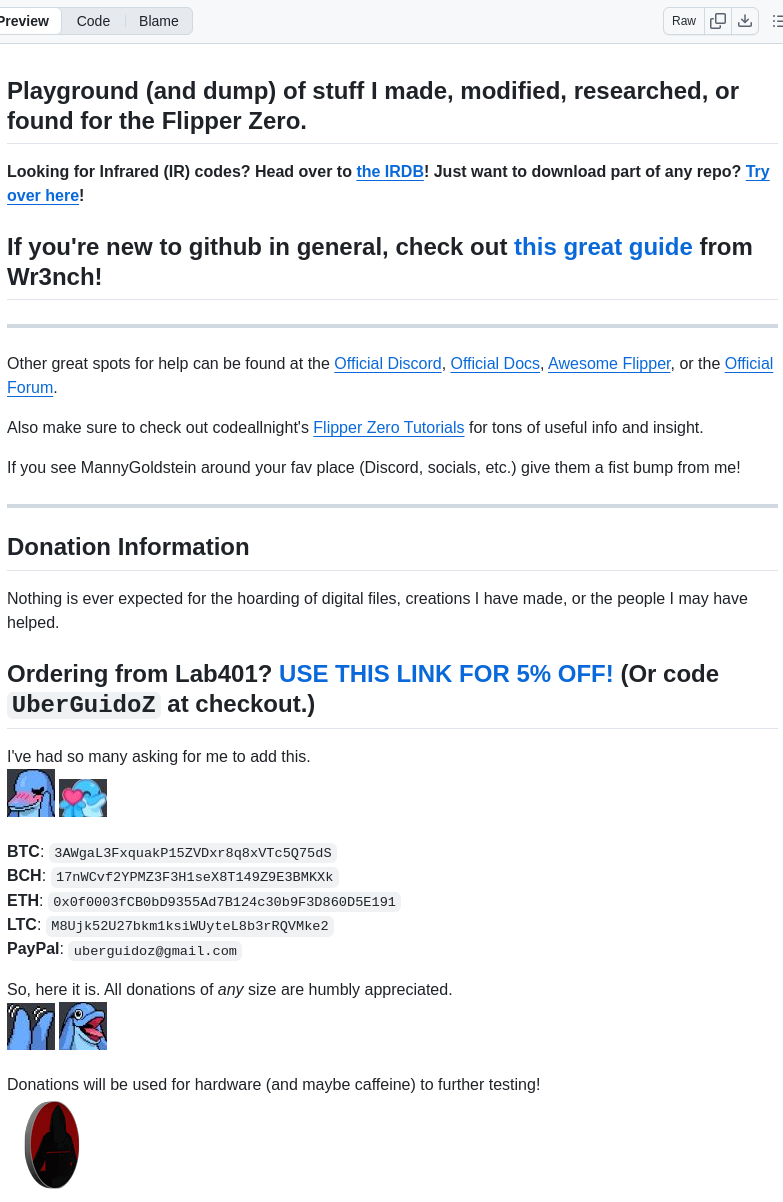 Preview Code Blame Raw
Playground (and dump) of stuff I made, modified, researched, or
found for the Flipper Zero.
Looking for Infrared (IR) codes? Head over to the IRDB! Just want to download part of any repo? Try
over here!
If you're new to github in general, check out this great guide from
Wr3nch!
Other great spots for help can be found at the Official Discord, Official Docs, Awesome Flipper, or the Official
Forum.
Also make sure to check out codeallnight's Flipper Zero Tutorials for tons of useful info and insight.
If you see MannyGoldstein around your fav place (Discord, socials, etc.) give them a fist bump from me!
Donation Information
Nothing is ever expected for the hoarding of digital files, creations I have made, or the people I may have
helped.
Ordering from Lab401? USE THIS LINK FOR 5% OFF! (Or code
UberGuidoZ at checkout.)
I've had so many asking for me to add this.
BTC: 3AWgaL3FxquakP15ZVDxr8q8xVTc5Q75dS
BCH: 17nWCvf2YPMZ3F3H1seX8T149Z9E3BMKXk
ETH: 0x0f0003fCB0bD9355Ad7B124c30b9F3D860D5E191
LTC: M8Ujk52U27bkm1ksiWUyteL8b3rRQVMke2
PayPal: uberguidoz@gmail.com
So, here it is. All donations of any size are humbly appreciated.
Donations will be used for hardware (and maybe caffeine) to further testing!